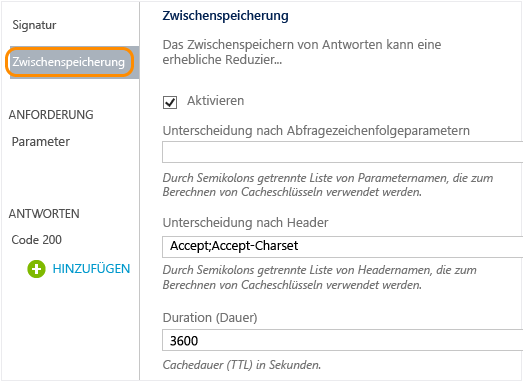 Signatur
Zwischenspeicherung
ANFORDERUNG
Parameter
ANTWORTEN
Code 200
HINZUFÜGEN
Zwischenspeicherung
Das Zwischenspeichern von Antworten kann eine
erhebliche Reduzier...
Aktivieren
Unterscheidung nach Abfragezeichenfolgeparametern
Durch Semikolons getrennte Liste von Parameternamen, die zum
Berechnen von Cacheschlüsseln verwendet werden.
Unterscheidung nach Header
Accept;Accept-Charset
Durch Semikolons getrennte Liste von Headernamen, die zum
Berechnen von Cacheschlüsseln verwendet werden.
Duration (Dauer)
3600
Cachedauer (TTL) in Sekunden.